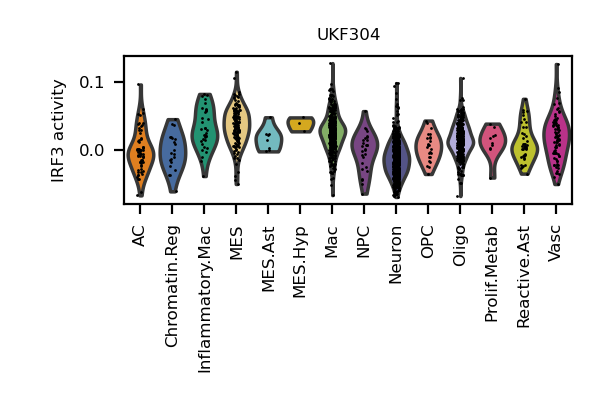 UKF304
IRF3 activity
0.1
0.0
AC
Chromatin.Reg
Inflammatory.Mac
MES
MES.Ast
MES.Hyp
Mac
NPC
Neuron
OPC
Oligo
Prolif.Metab
Reactive.Ast
Vasc